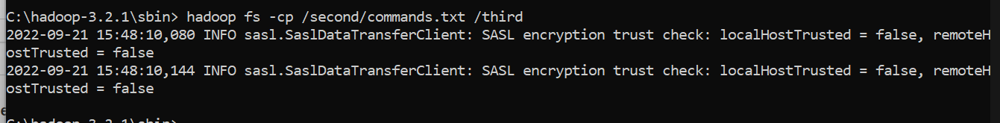 C:\hadoop-3.2.1\sbin> hadoop fs -cp /second/commands.txt /third
2022-09-21 15:48:10,080 INFO sasl.SaslDataTransferClient: SASL encryption trust check: localHostTrusted = false, remoteH
ostTrusted = false
2022-09-21 15:48:10,144 INFO sasl.SaslDataTransferClient: SASL encryption trust check: localHostTrusted = false, remoteH
ostTrusted = false
C:\hadoop-3.2.1\sbin>